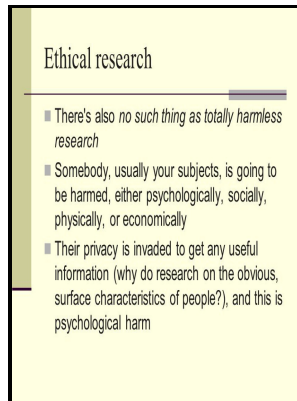 Ethical research
There's also no such thing as totally harmless
research
Somebody, usually your subjects, is going to
be harmed, either psychologically, socially,
physically, or economically
Their privacy is invaded to get any useful
information (why do research on the obvious,
surface characteristics of people?), and this is
psychological harm